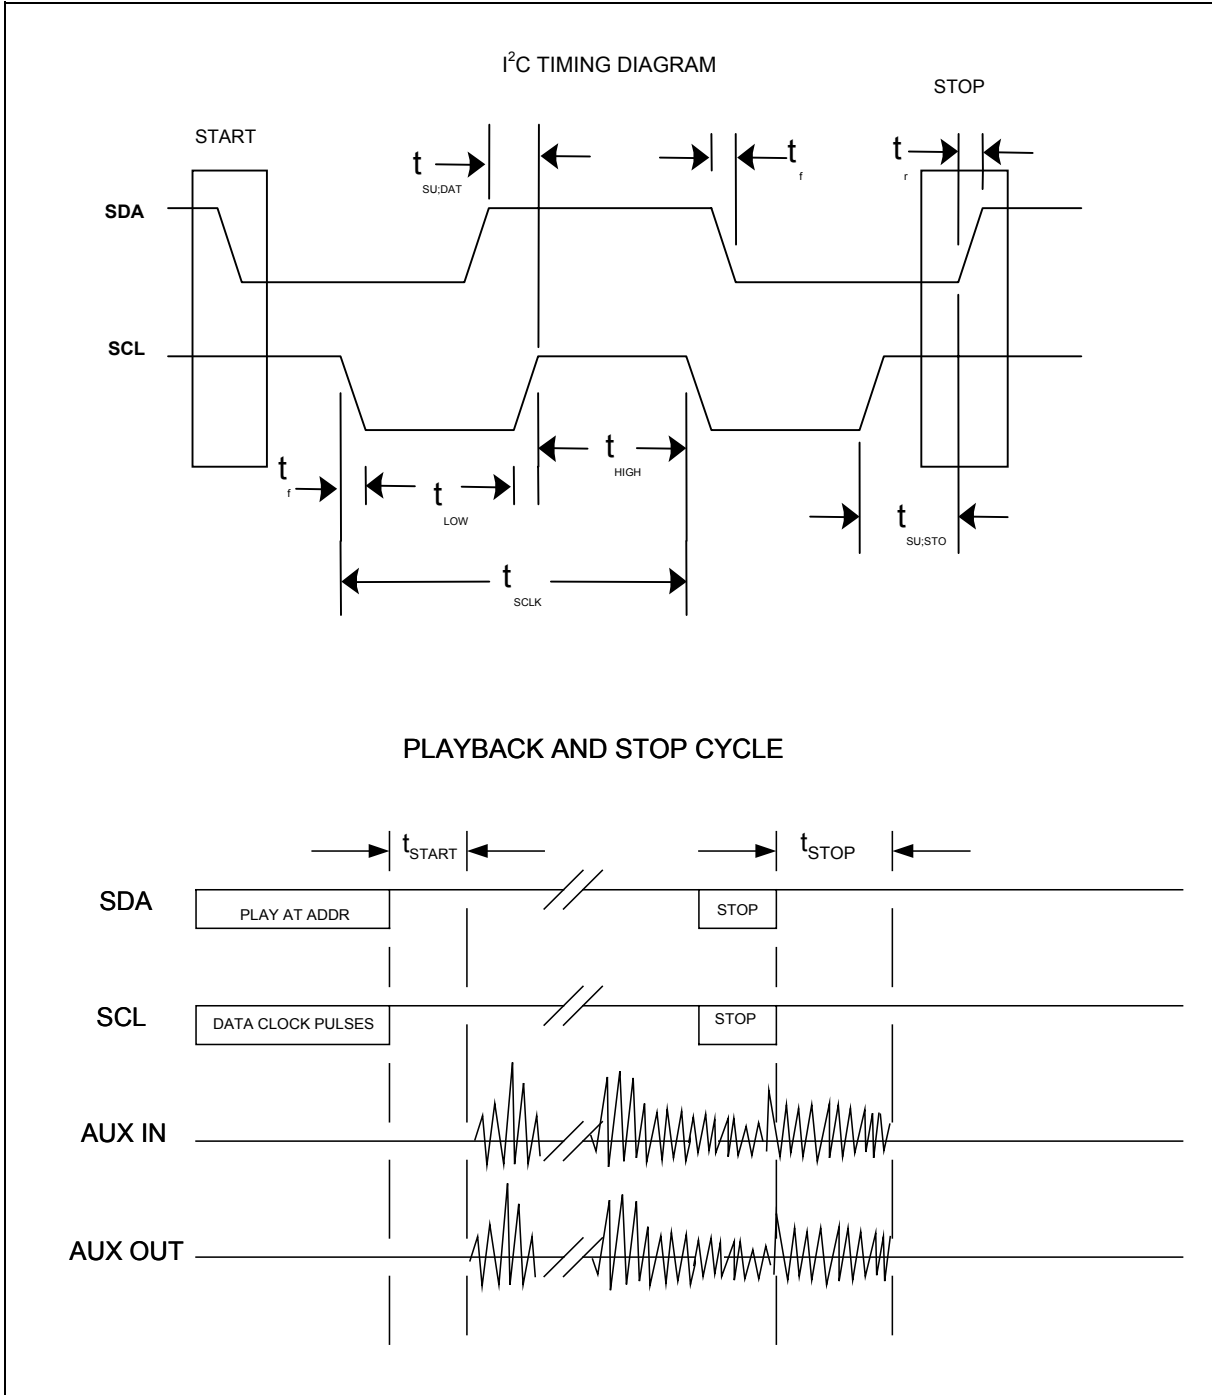 I²C TIMING DIAGRAM
STOP
START
t SU;DAT
t f
t r
SDA
SCL
t HIGH
t f
t LOW
t SU;STO
t SCLK
PLAYBACK AND STOP CYCLE
tSTART
tSTOP
SDA
PLAY AT ADDR
STOP
SCL
DATA CLOCK PULSES
STOP
AUX IN
AUX OUT